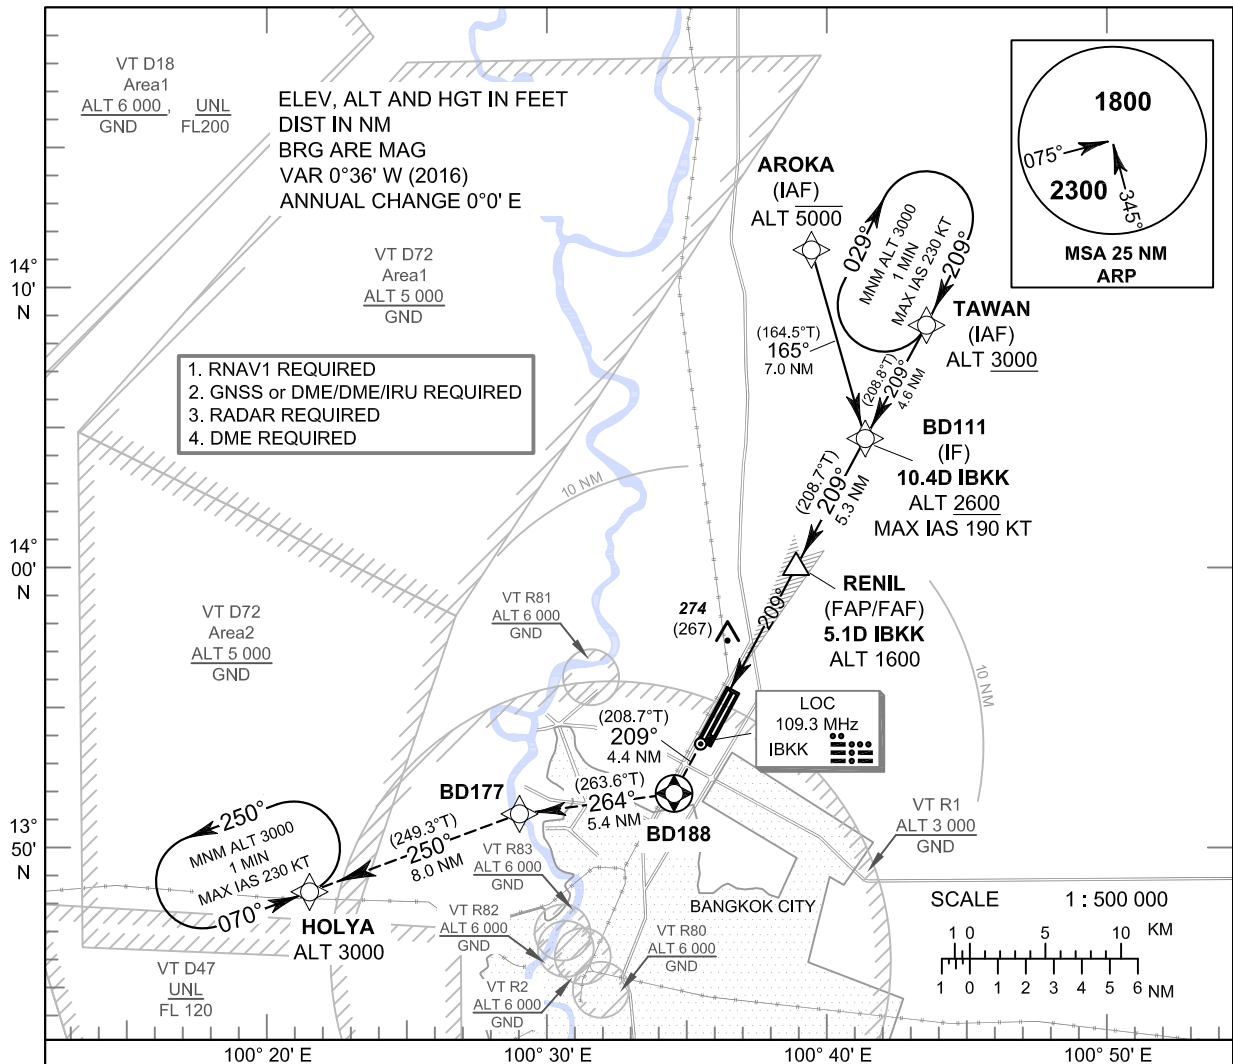 VT D18
Area1
ALT 6 000 , UNL
GND FL200
ELEV, ALT AND HGT IN FEET
DIST IN NM
BRG ARE MAG
VAR 0°36' W (2016)
ANNUAL CHANGE 0°0' E
1800
075°
2300
345°
MSA 25 NM
ARP
AROKA
(IAF)
ALT 5000
029°
MNM ALT 3000
1 MIN
MAX IAS 230 KT
209°
TAWAN
(IAF)
ALT 3000
14°
10'
N
VT D72
Area1
ALT 5 000
GND
(164.5°T)
165°
7.0 NM
(208.8°T)
209°
4.6 NM
1. RNAV1 REQUIRED
2. GNSS or DME/DME/IRU REQUIRED
3. RADAR REQUIRED
4. DME REQUIRED
BD111
(IF)
10.4D IBKK
ALT 2600
MAX IAS 190 KT
10 NM
(208.7°T)
209°
5.3 NM
14°
00'
N
RENIL
(FAP/FAF)
5.1D IBKK
ALT 1600
VT D72
Area2
ALT 5 000
GND
VT R81
ALT 6 000
GND
274
(267)
209°
10 NM
LOC
109.3 MHz
IBKK
(208.7°T)
209°
4.4 NM
(263.6°T)
264°
5.4 NM
BD177
BD188
VT R1
ALT 3 000
GND
13°
50'
N
250°
MNM ALT 3000
1 MIN
MAX IAS 230 KT
070°
(249.3°T)
250°
8.0 NM
HOLYA
ALT 3000
VT R83
ALT 6 000
GND
VT R82
ALT 6 000
GND
VT R80
ALT 6 000
GND
VT R2
ALT 6 000
GND
BANGKOK CITY
VT D47
UNL
FL 120
SCALE 1 : 500 000
1 0 5 10 KM
1 0 1 2 3 4 5 6 NM
100° 20' E
100° 30' E
100° 40' E
100° 50' E